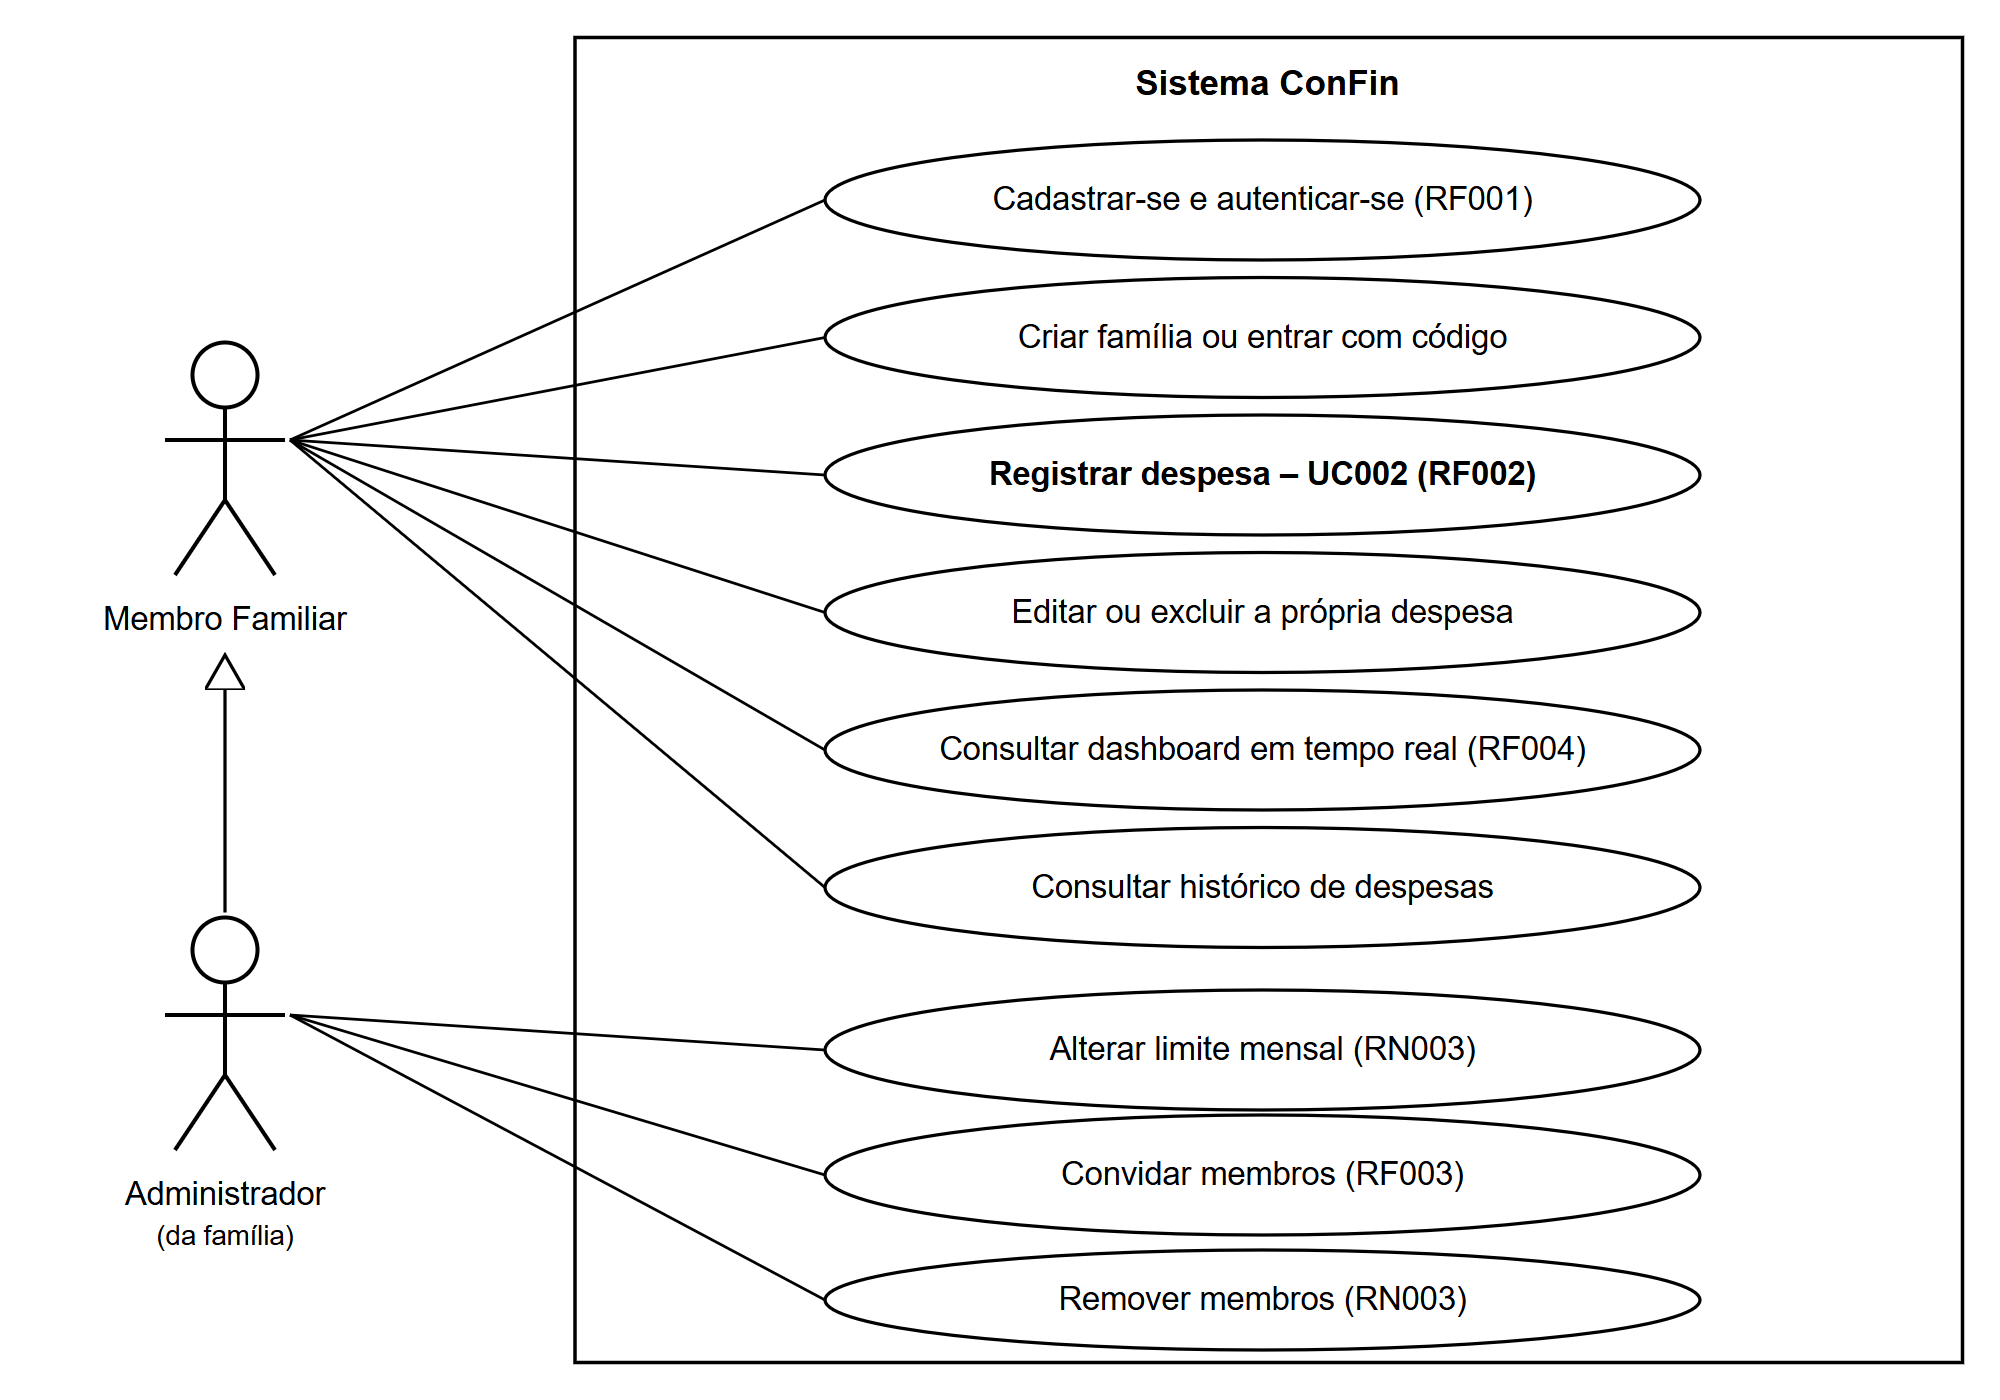 Sistema ConFin
Cadastrar-se e autenticar-se (RF001)
Criar família ou entrar com código
Registrar despesa – UC002 (RF002)
Editar ou excluir a própria despesa
Membro Familiar
Consultar dashboard em tempo real (RF004)
Consultar histórico de despesas
Alterar limite mensal (RN003)
Convidar membros (RF003)
Administrador
(da família)
Remover membros (RN003)